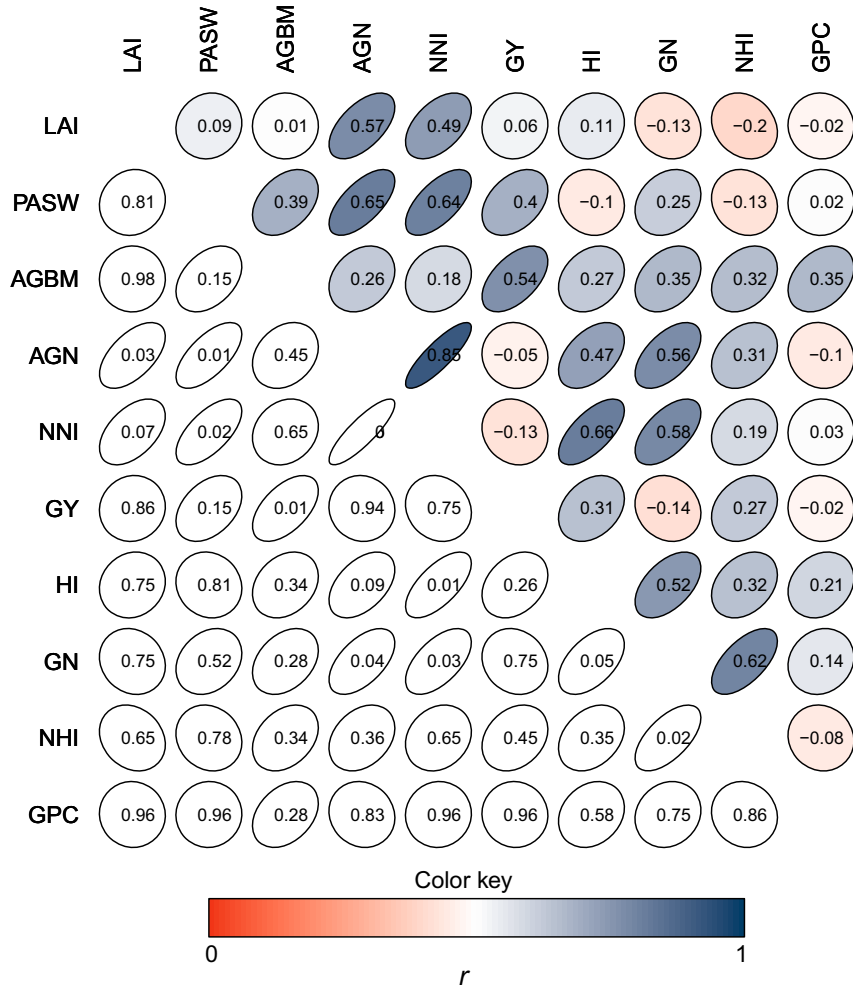 LAI PASW AGBM AGN NNI GY HI GN NHI GPC
LAI 0.09 0.01 0.57 0.49 0.06 0.11 −0.13 −0.2 −0.02
PASW 0.81 0.39 0.65 0.64 0.4 −0.1 0.25 −0.13 0.02
AGBM 0.98 0.15 0.26 0.18 0.54 0.27 0.35 0.32 0.35
AGN 0.03 0.01 0.45 0.85 −0.05 0.47 0.56 0.31 −0.1
NNI 0.07 0.02 0.65 0 −0.13 0.66 0.58 0.19 0.03
GY 0.86 0.15 0.01 0.94 0.75 0.31 −0.14 0.27 −0.02
HI 0.75 0.81 0.34 0.09 0.01 0.26 0.52 0.32 0.21
GN 0.75 0.52 0.28 0.04 0.03 0.75 0.05 0.62 0.14
NHI 0.65 0.78 0.34 0.36 0.65 0.45 0.35 0.02 −0.08
GPC 0.96 0.96 0.28 0.83 0.96 0.96 0.58 0.75 0.86
Color key
0 1
r